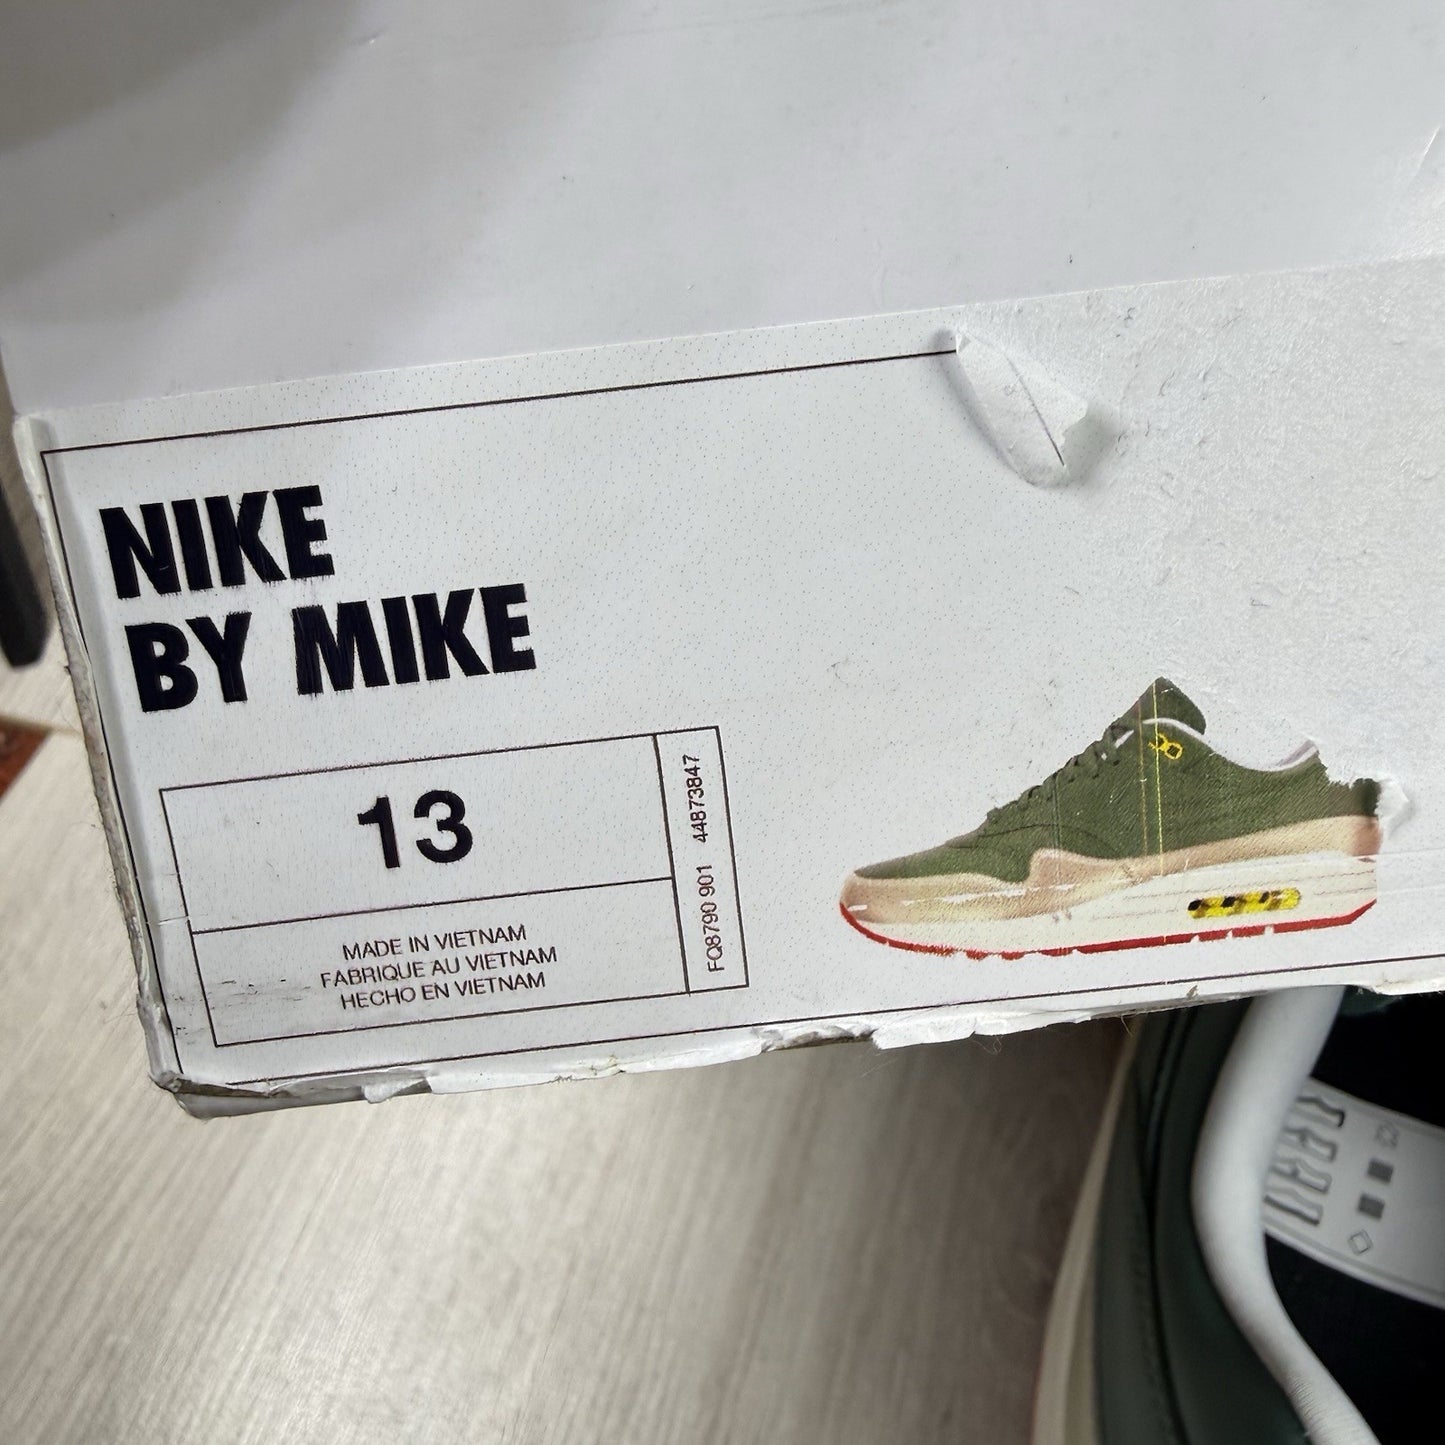 NIKE
BY MIKE
13
MADE IN VIETNAM
FABRIQUE AU VIETNAM
HECHO EN VIETNAM
FQ8790 901 44873847